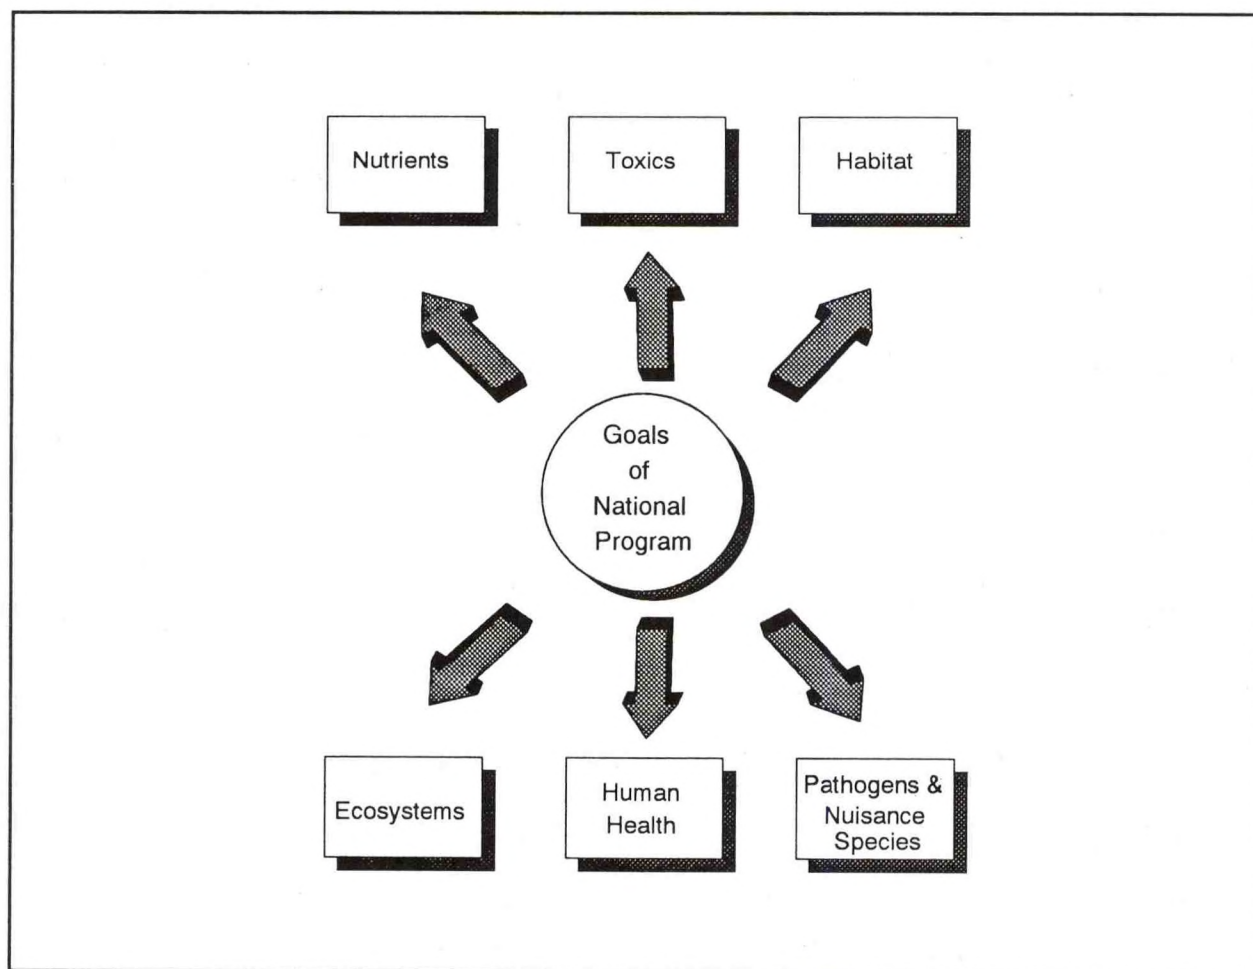 Nutrients
Toxics
Habitat
Goals
of
National
Program
Ecosystems
Human
Health
Pathogens &
Nuisance
Species